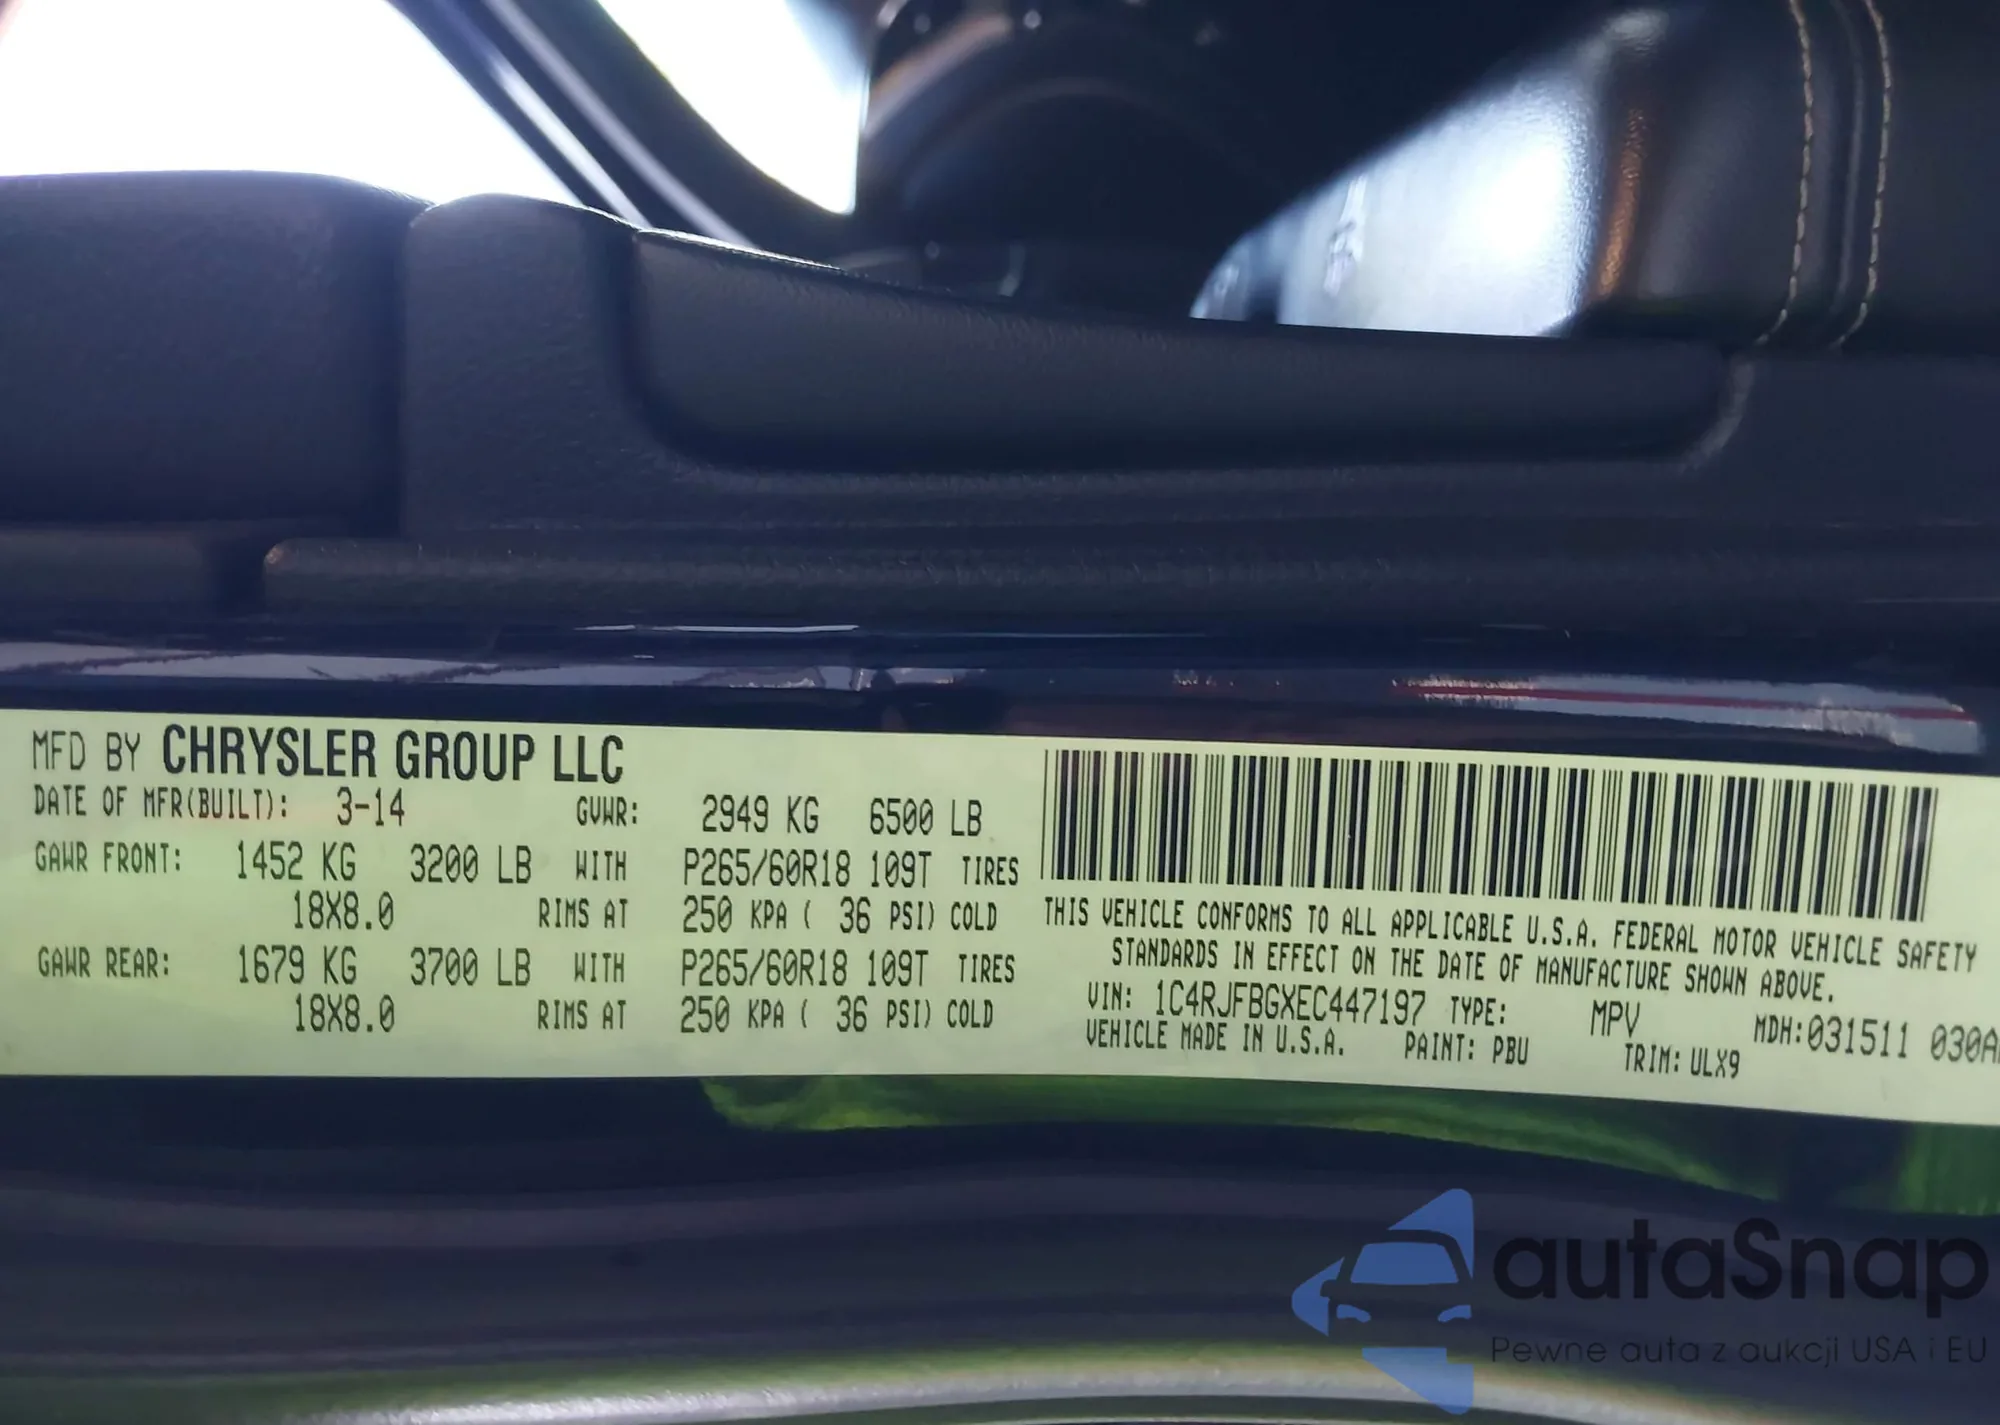 MFD BY CHRYSLER GROUP LLC
DATE OF MFR(BUILT): 3-14 GVWR: 2949 KG 6500 LB
GAWR FRONT: 1452 KG 3200 LB WITH P265/60R18 109T TIRES
18X8.0 RIMS AT 250 KPA ( 36 PSI) COLD
GAWR REAR: 1679 KG 3700 LB WITH P265/60R18 109T TIRES
18X8.0 RIMS AT 250 KPA ( 36 PSI) COLD
THIS VEHICLE CONFORMS TO ALL APPLICABLE U.S.A. FEDERAL MOTOR VEHICLE SAFETY
STANDARDS IN EFFECT ON THE DATE OF MANUFACTURE SHOWN ABOVE.
VIN: 1C4RJFBGXEC447197 TYPE: MPV MDH:031511 030A
VEHICLE MADE IN U.S.A. PAINT: PBU TRIM: ULX9
autaSnap
Pewne auta z aukcji USA i EU